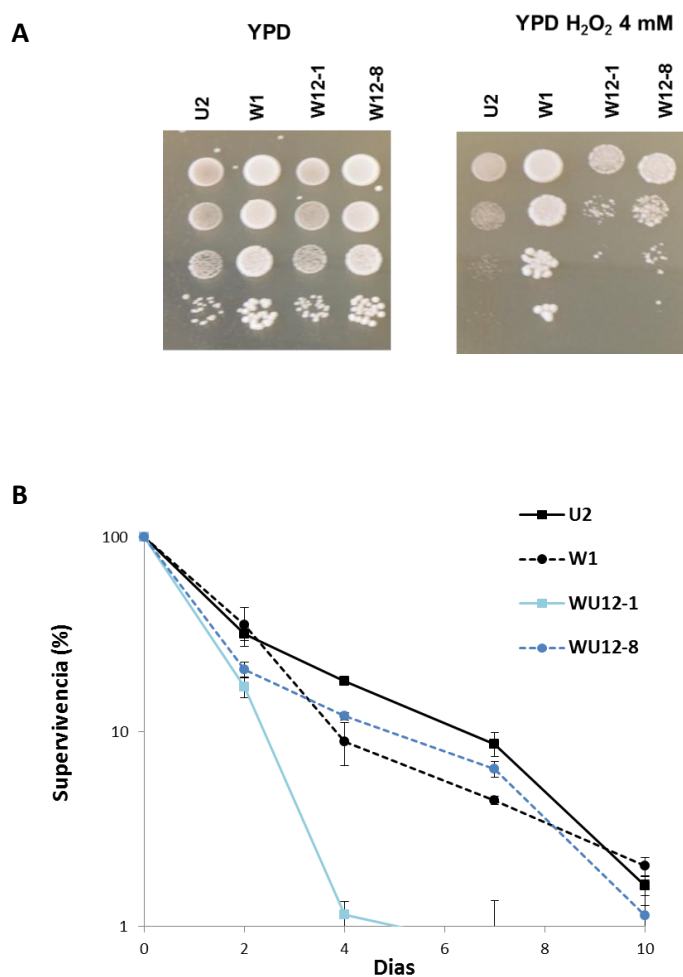 A
YPD
YPD H₂O₂ 4 mM
U2 W1 W12-1 W12-8
U2 W1 W12-1 W12-8
B
U2
W1
WU12-1
WU12-8
Supervivencia (%)
100
10
1
0 2 4 6 8 10
Dias